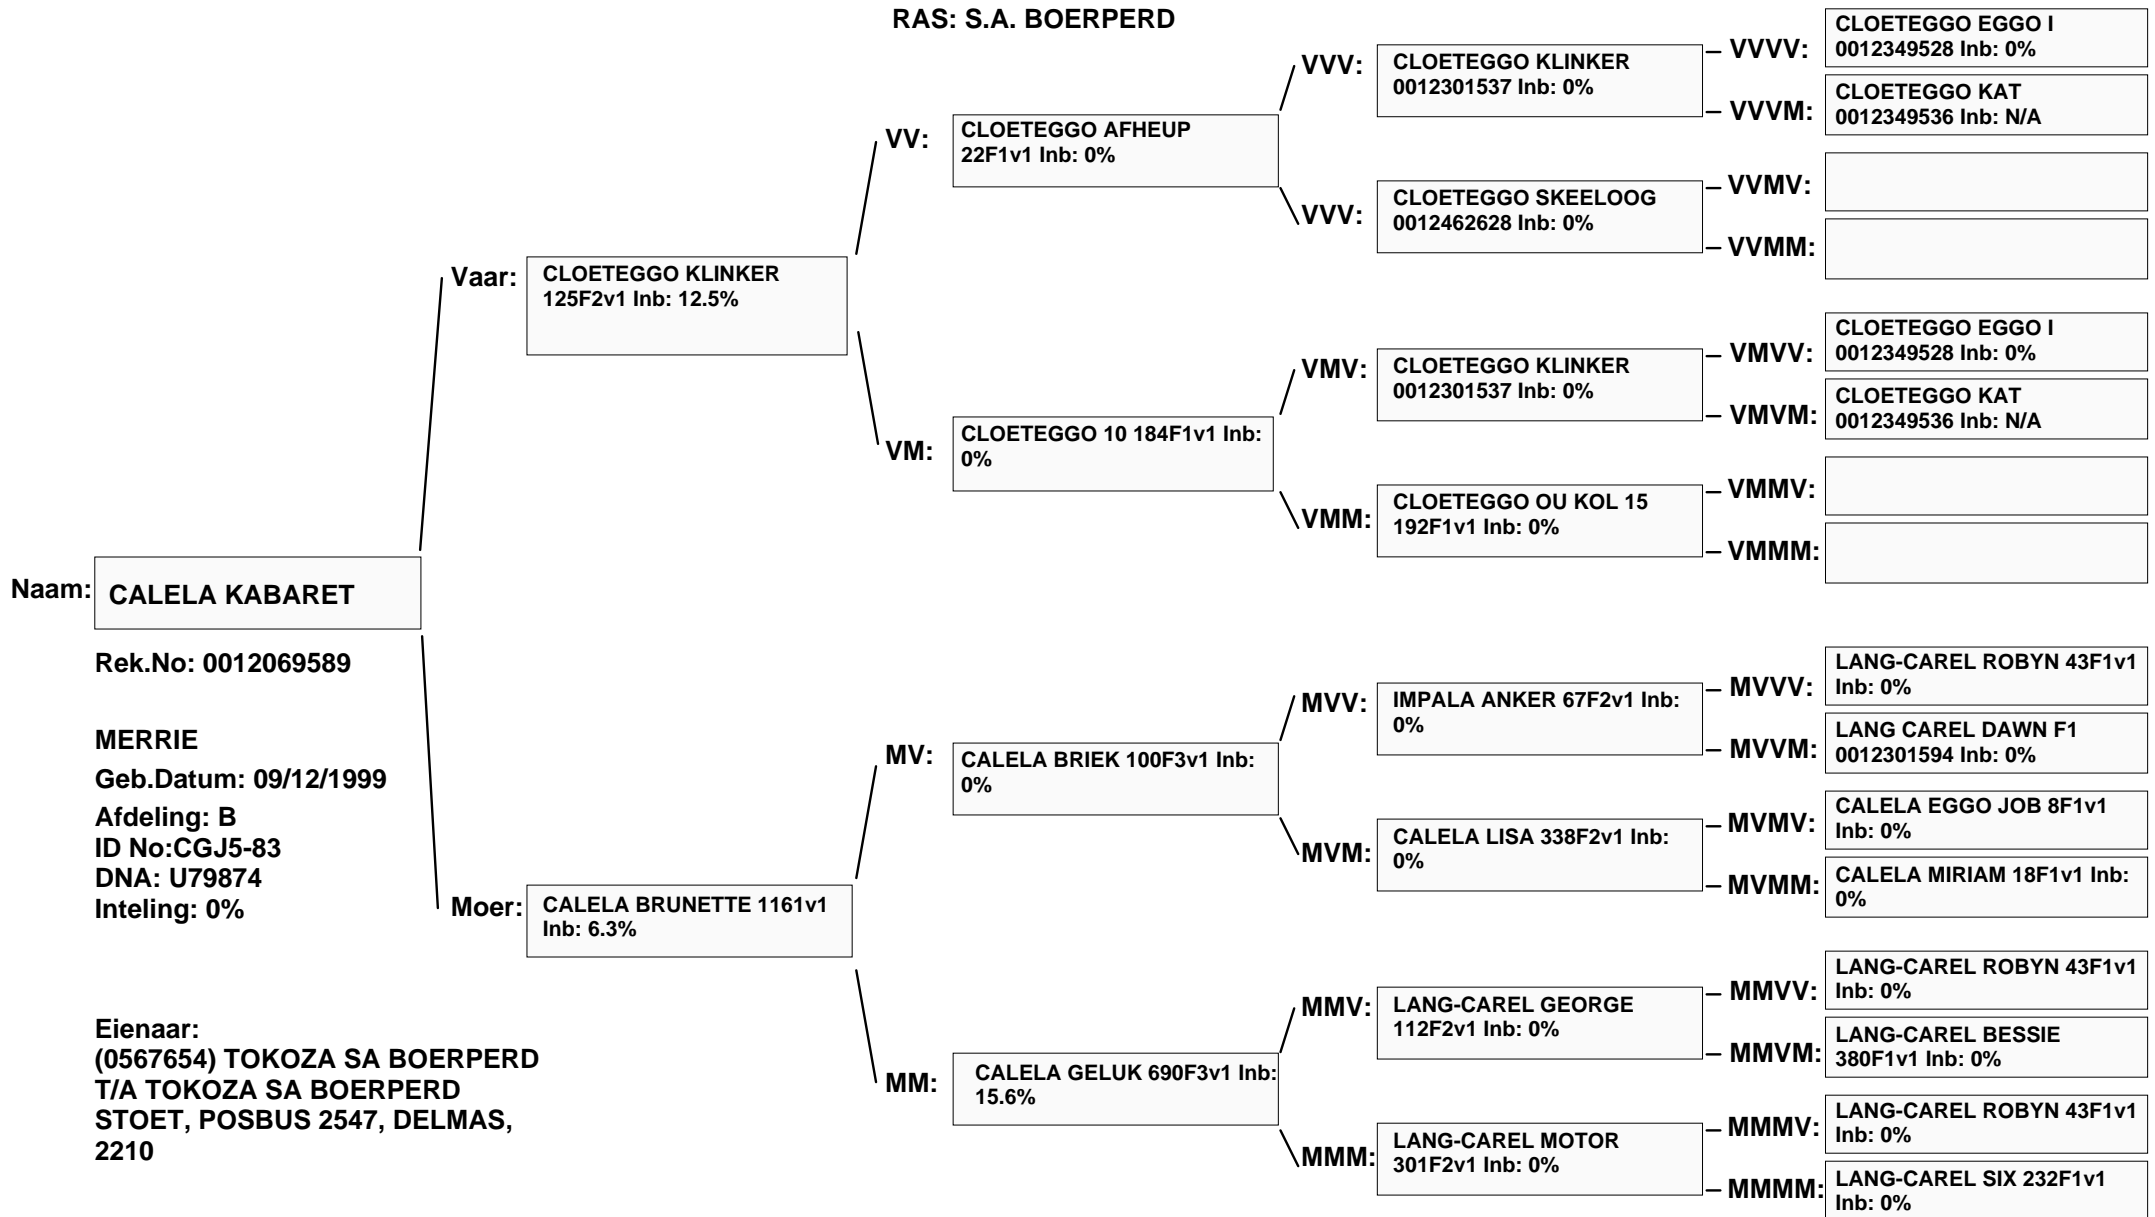 RAS: S.A. BOERPERD
Naam:
CALELA KABARET
Rek.No: 0012069589
MERRIE
Geb.Datum: 09/12/1999
Afdeling: B
ID No:CGJ5-83
DNA: U79874
Inteling: 0%
Eienaar:
(0567654) TOKOZA SA BOERPERD
T/A TOKOZA SA BOERPERD
STOET, POSBUS 2547, DELMAS,
2210
Vaar:
CLOETEGGO KLINKER
125F2v1 Inb: 12.5%
Moer:
CALELA BRUNETTE 1161v1
Inb: 6.3%
VV:
CLOETEGGO AFHEUP
22F1v1 Inb: 0%
VM:
CLOETEGGO 10 184F1v1 Inb:
0%
MV:
CALELA BRIEK 100F3v1 Inb:
0%
MM:
CALELA GELUK 690F3v1 Inb:
15.6%
VVV:
CLOETEGGO KLINKER
0012301537 Inb: 0%
VVV:
CLOETEGGO SKEELOOG
0012462628 Inb: 0%
VMV:
CLOETEGGO KLINKER
0012301537 Inb: 0%
VMM:
CLOETEGGO OU KOL 15
192F1v1 Inb: 0%
MVV:
IMPALA ANKER 67F2v1 Inb:
0%
MVM:
CALELA LISA 338F2v1 Inb:
0%
MMV:
LANG-CAREL GEORGE
112F2v1 Inb: 0%
MMM:
LANG-CAREL MOTOR
301F2v1 Inb: 0%
VVVV:
CLOETEGGO EGGO I
0012349528 Inb: 0%
VVVM:
CLOETEGGO KAT
0012349536 Inb: N/A
VVMV:
VVMM:
VMVV:
CLOETEGGO EGGO I
0012349528 Inb: 0%
VMVM:
CLOETEGGO KAT
0012349536 Inb: N/A
VMMV:
VMMM:
MVVV:
LANG-CAREL ROBYN 43F1v1
Inb: 0%
MVVM:
LANG CAREL DAWN F1
0012301594 Inb: 0%
MVMV:
CALELA EGGO JOB 8F1v1
Inb: 0%
MVMM:
CALELA MIRIAM 18F1v1 Inb:
0%
MMVV:
LANG-CAREL ROBYN 43F1v1
Inb: 0%
MMVM:
LANG-CAREL BESSIE
380F1v1 Inb: 0%
MMMV:
LANG-CAREL ROBYN 43F1v1
Inb: 0%
MMMM:
LANG-CAREL SIX 232F1v1
Inb: 0%